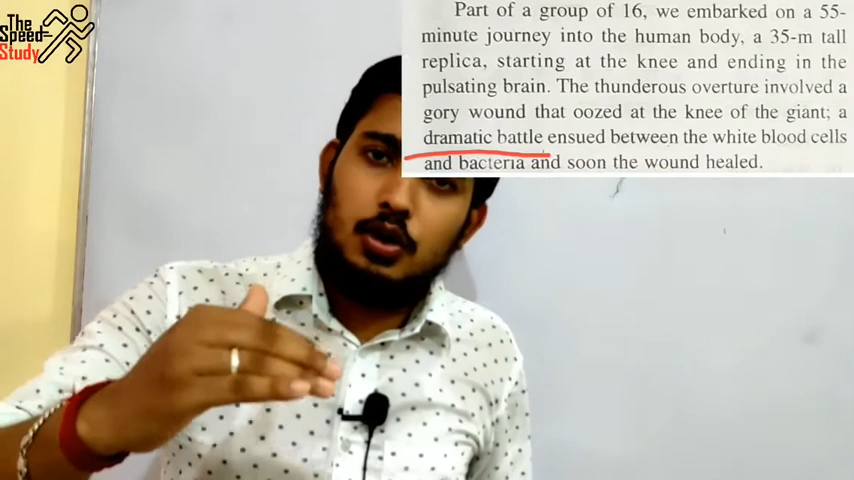 The
Speed-
Study
Part of a group of 16, we embarked on a 55-
minute journey into the human body, a 35-m tall
replica, starting at the knee and ending in the
pulsating brain. The thunderous overture involved a
gory wound that oozed at the knee of the giant; a
dramatic battle ensued between the white blood cells
and bacteria and soon the wound healed.